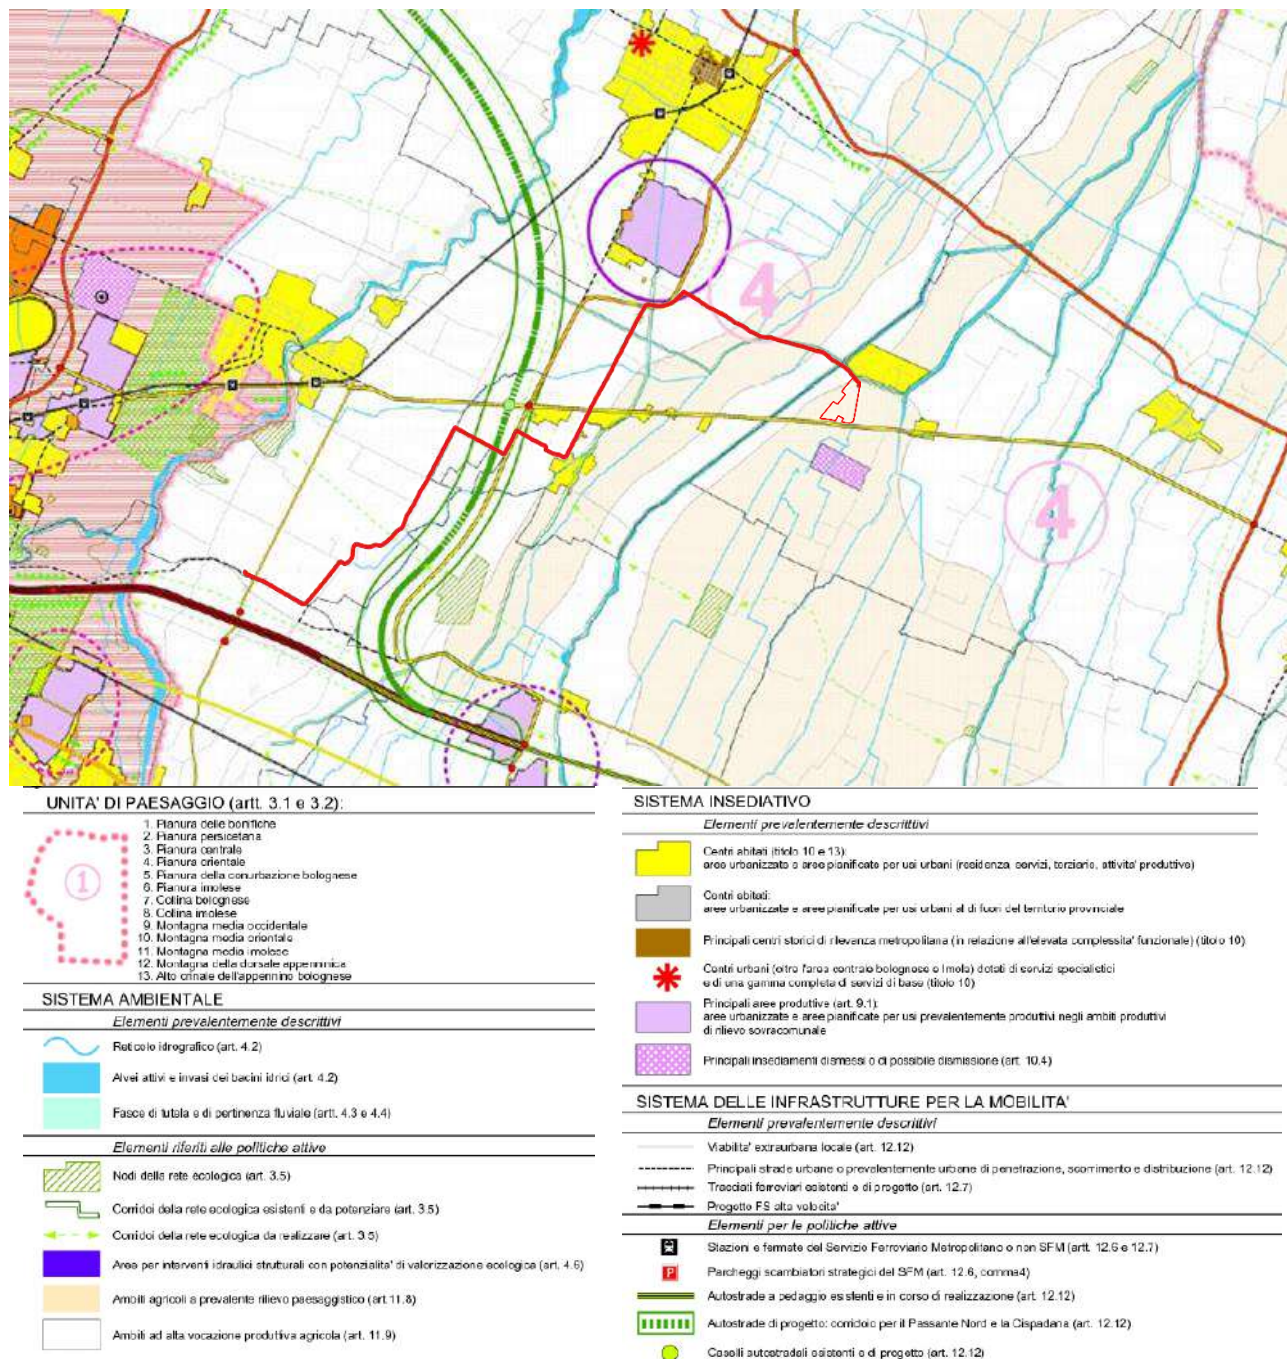 4
4
UNITA' DI PAESAGGIO (artt. 3.1 e 3.2):
1
1. Pianura delle bonifiche
2. Pianura persicetana
3. Pianura centrale
4. Pianura orientale
5. Pianura della conurbazione bolognese
6. Pianura imolese
7. Collina bolognese
8. Collina imolese
9. Montagna media occidentale
10. Montagna media orientale
11. Montagna media imolese
12. Montagna della dorsale appenninica
13. Alto crinale dell'appennino bolognese
SISTEMA AMBIENTALE
Elementi prevalentemente descrittivi
Reticolo idrografico (art. 4.2)
Alvei attivi e invasi dei bacini idrici (art. 4.2)
Fasce di tutela e di pertinenza fluviale (artt. 4.3 e 4.4)
Elementi riferiti alle politiche attive
Nodi della rete ecologica (art. 3.5)
Corridoi della rete ecologica esistenti e da potenziare (art. 3.5)
Corridoi della rete ecologica da realizzare (art. 3.5)
Aree per interventi idraulici strutturali con potenzialita' di valorizzazione ecologica (art. 4.6)
Ambiti agricoli a prevalente rilievo paesaggistico (art.11.8)
Ambiti ad alta vocazione produttiva agricola (art. 11.9)
SISTEMA INSEDIATIVO
Elementi prevalentemente descrittivi
Centri abitati (titolo 10 e 13):
aree urbanizzate e aree pianificate per usi urbani (residenza, servizi, terziario, attivita' produttive)
Centri abitati:
aree urbanizzate e aree pianificate per usi urbani al di fuori del territorio provinciale
Principali centri storici di rilevanza metropolitana (in relazione all'elevata complessita' funzionale) (titolo 10)
Centri urbani (oltre l'area centrale bolognese e Imola) dotati di servizi specialistici
e di una gamma completa di servizi di base (titolo 10)
Principali aree produttive (art. 9.1):
aree urbanizzate e aree pianificate per usi prevalentemente produttivi negli ambiti produttivi
di rilievo sovracomunale
Principali insediamenti dismessi o di possibile dismissione (art. 10.4)
SISTEMA DELLE INFRASTRUTTURE PER LA MOBILITA'
Elementi prevalentemente descrittivi
Viabilita' extraurbana locale (art. 12.12)
Principali strade urbane o prevalentemente urbane di penetrazione, scorrimento e distribuzione (art. 12.12)
Tracciati ferroviari esistenti e di progetto (art. 12.7)
Progetto FS alta velocita'
Elementi per le politiche attive
Stazioni e fermate del Servizio Ferroviario Metropolitano o non SFM (artt. 12.6 e 12.7)
P Parcheggi scambiatori strategici del SFM (art. 12.6, comma4)
Autostrade a pedaggio esistenti e in corso di realizzazione (art. 12.12)
Autostrade di progetto: corridoio per il Passante Nord e la Cispadana (art. 12.12)
Caselli autostradali esistenti e di progetto (art. 12.12)